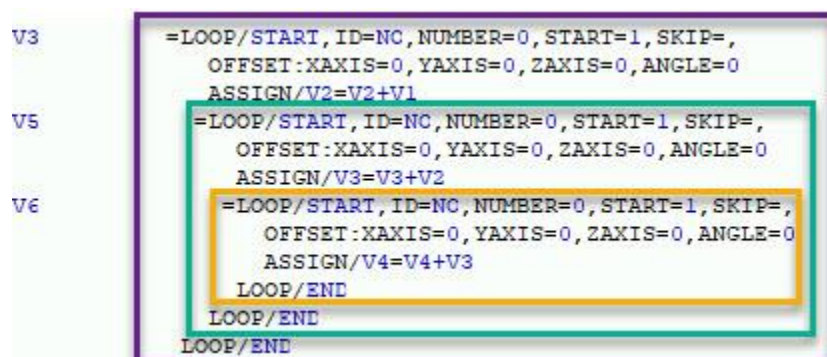 V3 =LOOP/START,ID=NC,NUMBER=0,START=1,SKIP=,
OFFSET:XAXIS=0,YAXIS=0,ZAXIS=0,ANGLE=0
ASSIGN/V2=V2+V1
V5 =LOOP/START,ID=NC,NUMBER=0,START=1,SKIP=,
OFFSET:XAXIS=0,YAXIS=0,ZAXIS=0,ANGLE=0
ASSIGN/V3=V3+V2
V6 =LOOP/START,ID=NC,NUMBER=0,START=1,SKIP=,
OFFSET:XAXIS=0,YAXIS=0,ZAXIS=0,ANGLE=0
ASSIGN/V4=V4+V3
LOOP/END
LOOP/END
LOOP/END